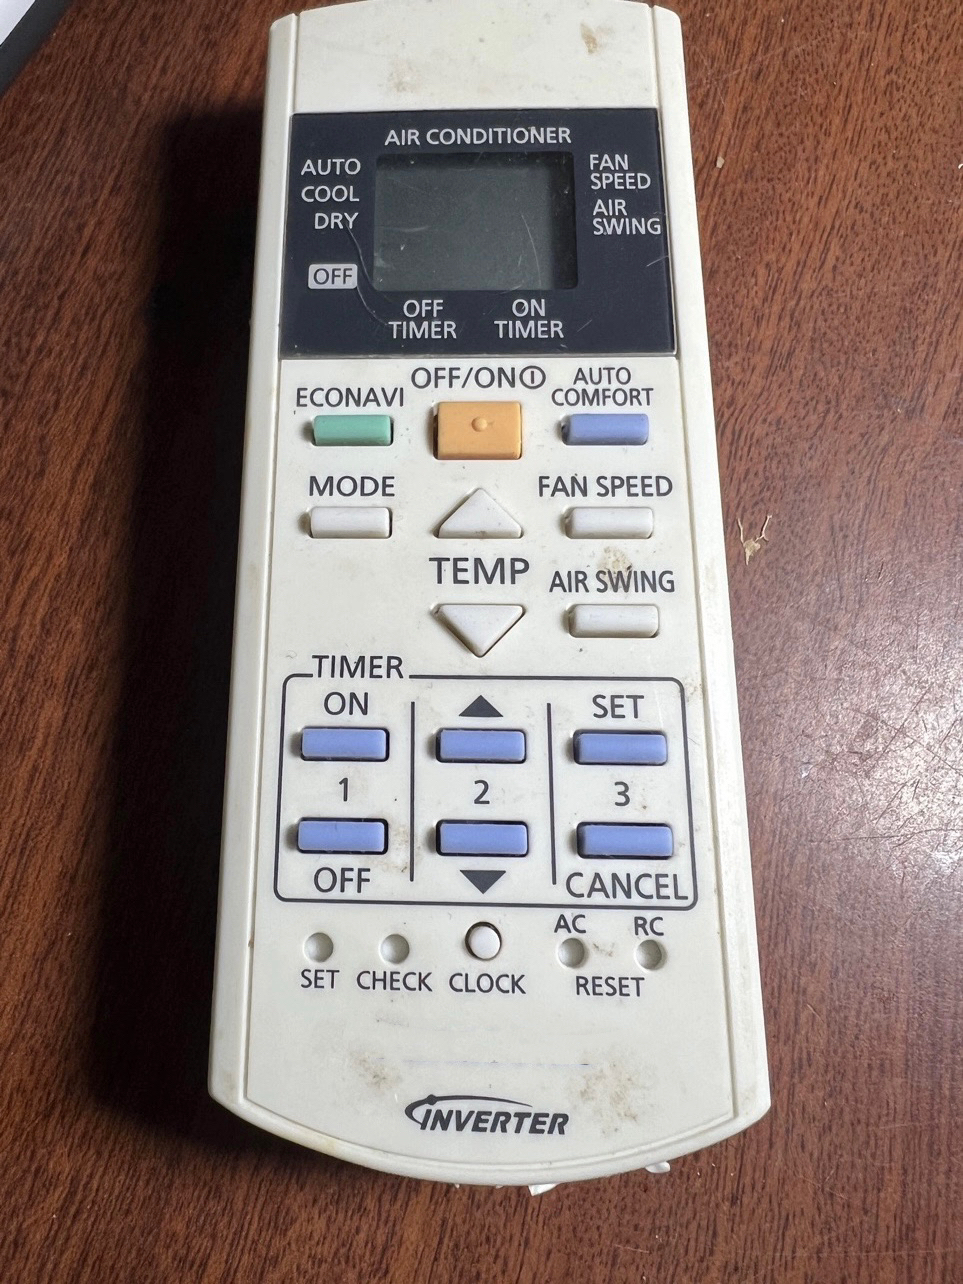 AIR CONDITIONER
AUTO
COOL
DRY
OFF
FAN
SPEED
AIR
SWING
OFF
TIMER
ON
TIMER
ECONAVI
OFF/ON
AUTO
COMFORT
MODE
FAN SPEED
TEMP
AIR SWING
TIMER
ON
SET
1
2
3
OFF
CANCEL
SET
CHECK
CLOCK
AC
RC
RESET
INVERTER